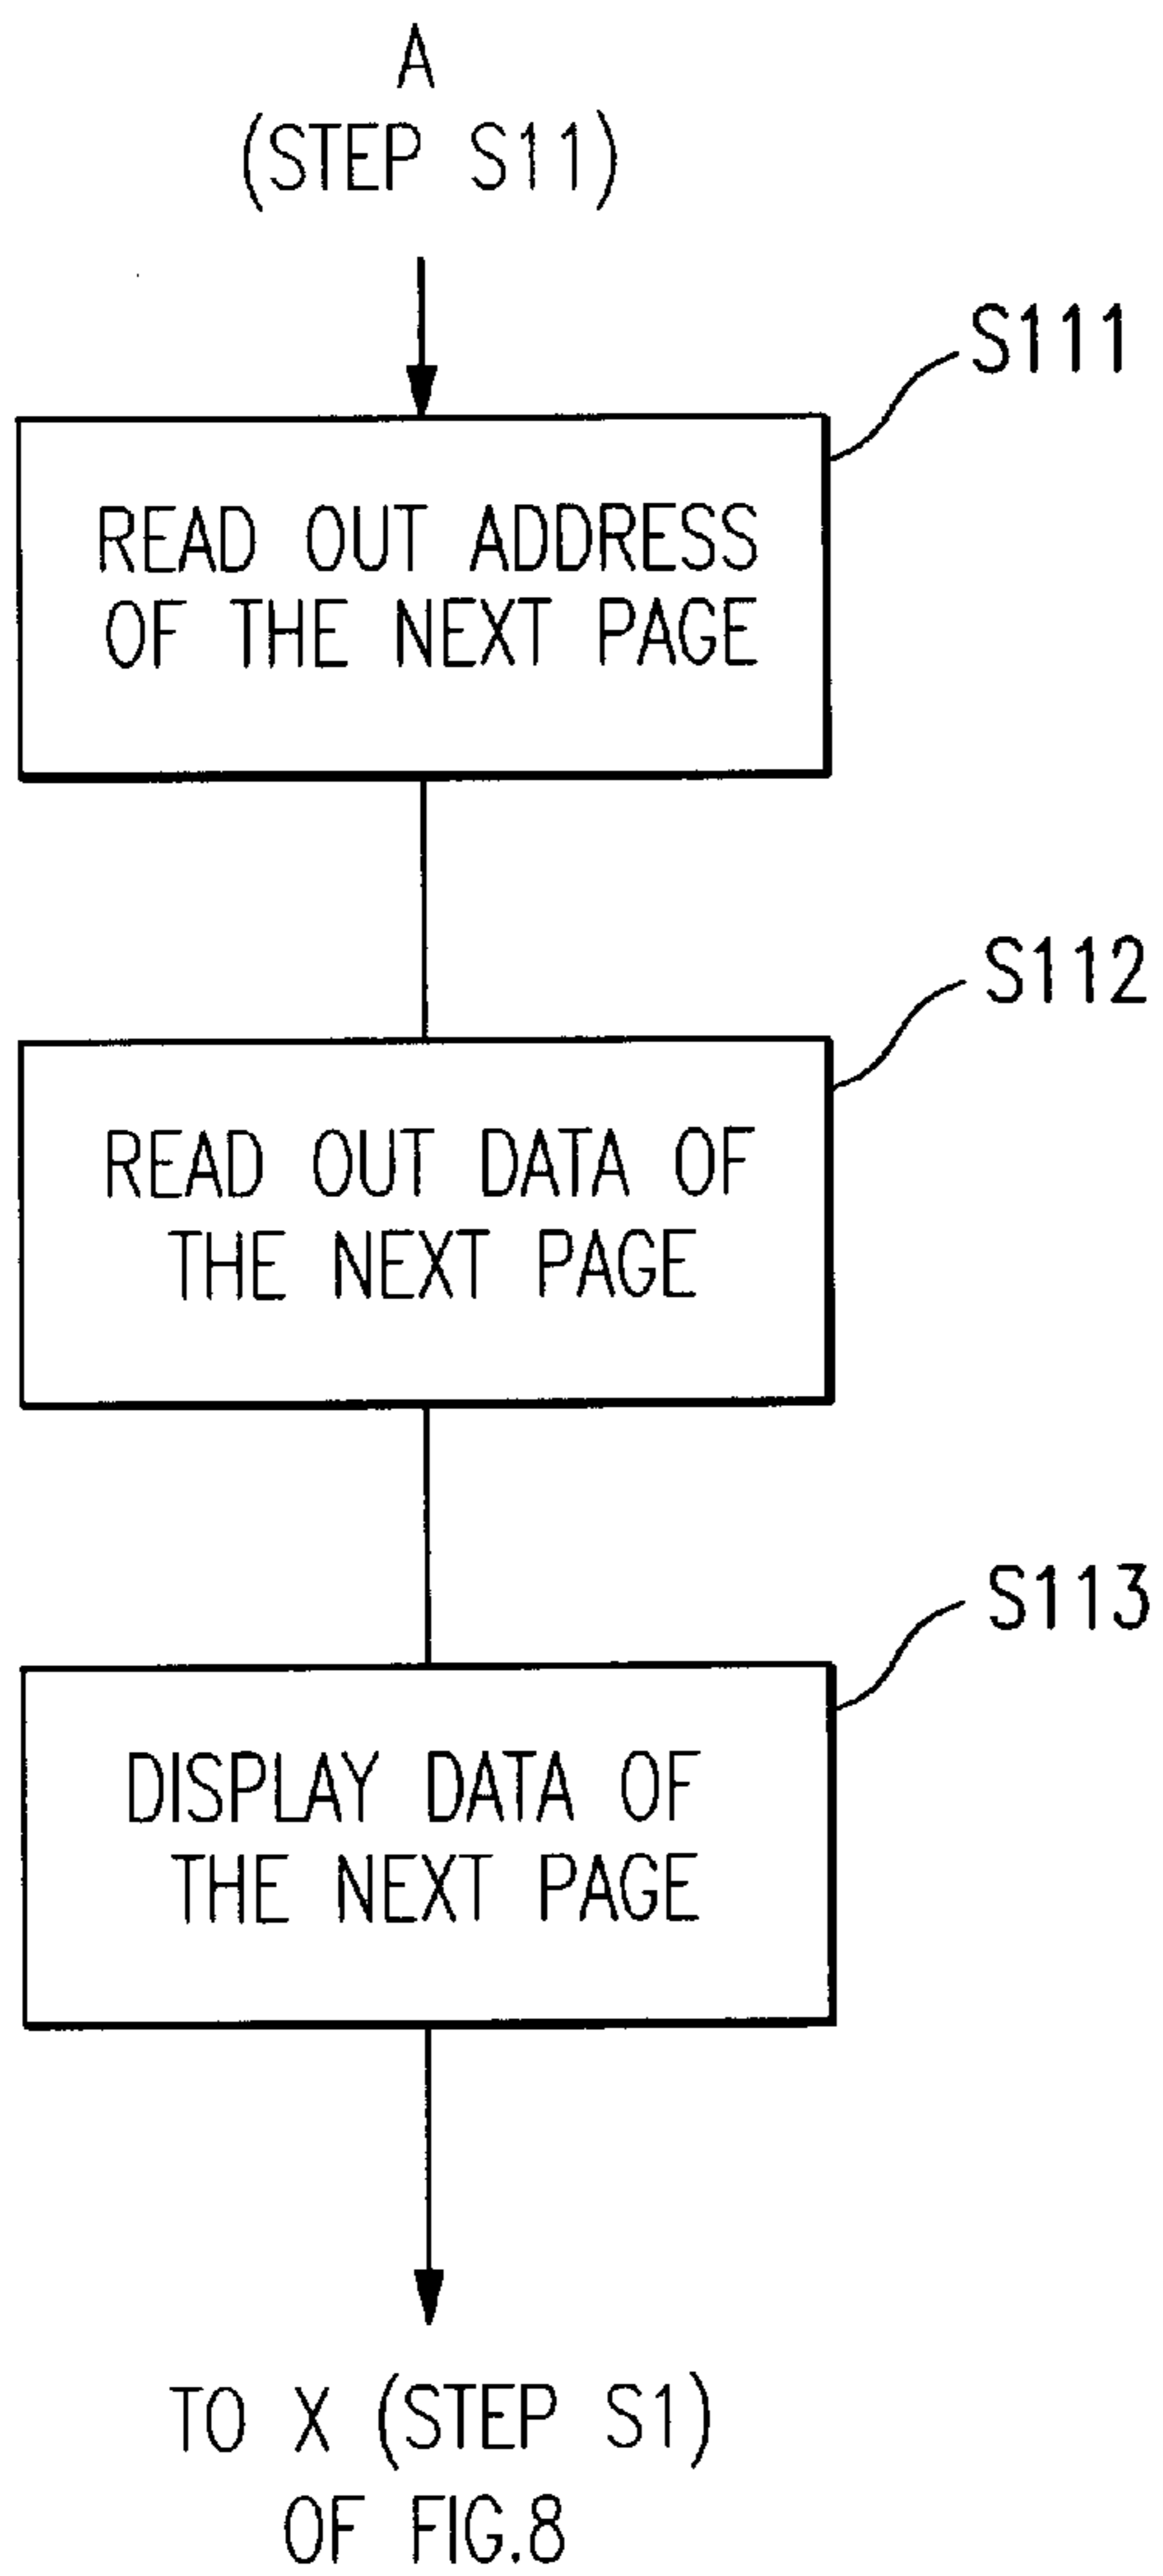 A
(STEP S11)
S111
READ OUT ADDRESS
OF THE NEXT PAGE
S112
READ OUT DATA OF
THE NEXT PAGE
S113
DISPLAY DATA OF
THE NEXT PAGE
TO X (STEP S1)
OF FIG.8